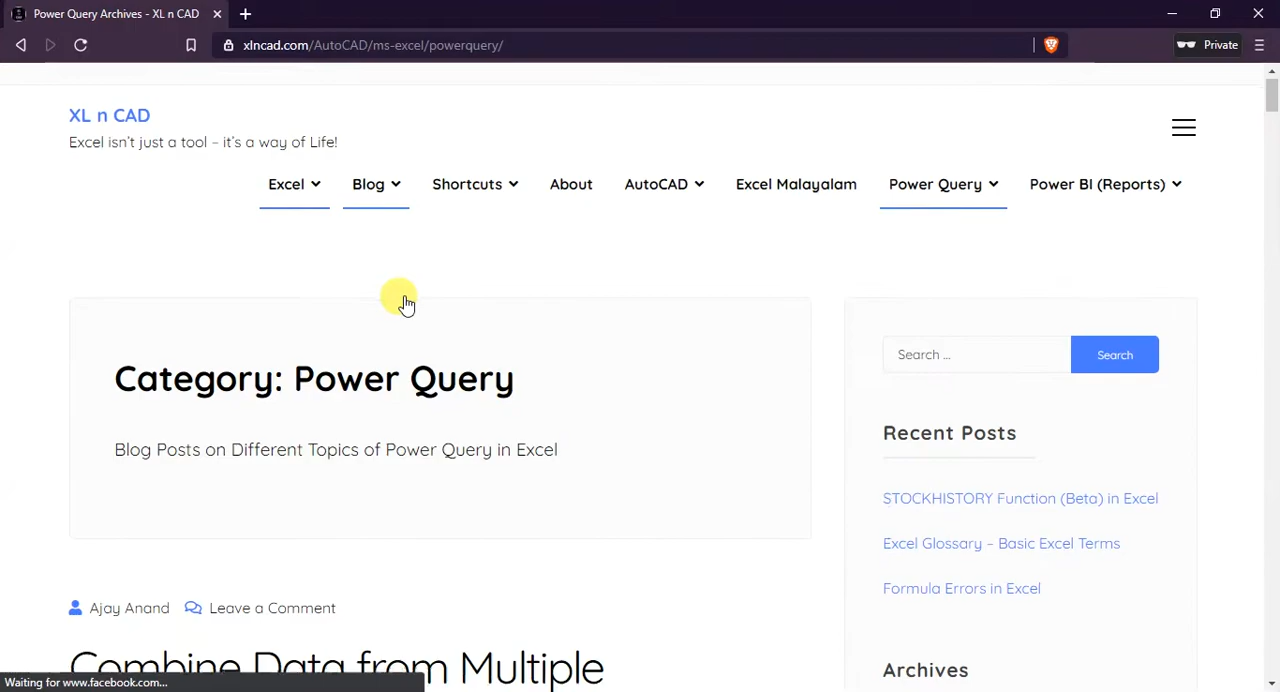 Power Query Archives - XL n CAD
xlncad.com/AutoCAD/ms-excel/powerquery/
Private
XL n CAD
Excel isn't just a tool – it's a way of Life!
Excel Blog Shortcuts About AutoCAD Excel Malayalam Power Query Power BI (Reports)
Category: Power Query
Blog Posts on Different Topics of Power Query in Excel
Search ...
Search
Recent Posts
STOCKHISTORY Function (Beta) in Excel
Excel Glossary – Basic Excel Terms
Formula Errors in Excel
Archives
Ajay Anand Leave a Comment
Combine Data from Multiple
Waiting for www.facebook.com...